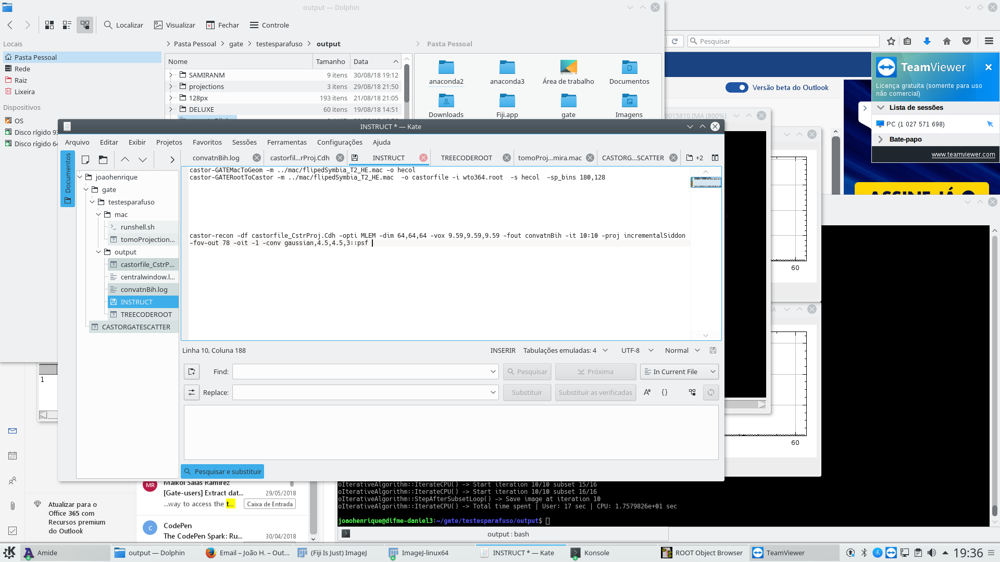 output — Dolphin
Localizar
Visualizar
Fechar
Controle
Locais
Pasta Pessoal
Rede
Raiz
Lixeira
Dispositivos
OS
Disco rígido 93
Disco rígido 64
Pasta Pessoal
gate
testesparafuso
output
Nome
Tamanho
Data
SAMIRANM
9 itens
30/08/18 19:12
projections
3 itens
29/08/18 21:50
128px
193 itens
21/08/18 21:05
DELUXE
60 itens
19/08/18 14:51
Pasta Pessoal
anaconda2
anaconda3
Área de trabalho
Documentos
Downloads
Fiji.app
gate
Imagens
Pesquisar
Versão beta do Outlook
TeamViewer
Licença gratuita (somente para uso
não comercial)
Lista de sessões
PC (1 027 571 698)
Bate-papo
www.teamviewer.com
ASSINE JÁ
9015810.IMA (800%)
INSTRUCT * — Kate
Arquivo
Editar
Exibir
Projetos
Favoritos
Sessões
Ferramentas
Configurações
Ajuda
Documentos
convatnBih.log
castorfil...rProj.Cdh
INSTRUCT
TREECODEROOT
tomoProj...mira.mac
CASTORG...SCATTER
+2
joaohenrique
gate
testesparafuso
mac
runshell.sh
tomoProjection...
output
castorfile_CstrP...
centralwindow.l...
convatnBih.log
INSTRUCT
TREECODEROOT
CASTORGATESCATTER
castor-GATEMacToGeom -m ../mac/flipedSymbia_T2_HE.mac -o hecol
castor-GATERootToCastor -m ../mac/flipedSymbia_T2_HE.mac  -o castorfile -i wto364.root  -s hecol  -sp_bins 180,128
castor-recon -df castorfile_CstrProj.Cdh -opti MLEM -dim 64,64,64 -vox 9.59,9.59,9.59 -fout convatnBih -it 10:10 -proj incrementalSiddon
-fov-out 78 -oit -1 -conv gaussian,4.5,4.5,3::psf
Linha 10, Coluna 188
INSERIR
Tabulações emuladas: 4
UTF-8
Normal
Find:
Pesquisar
Próxima
In Current File
Replace:
Substituir
Substituir as verificadas
{}
Pesquisar e substituir
60
60
1
Atualizar para o
Office 365 com
Recursos premium
do Outlook
MR
Maikol Salas Ramirez
[Gate-users] Extract dat...
29/05/2018
...way to access the t...
Caixa de Entrada
C
CodePen
The CodePen Spark: Ru...
30/04/2018
oIterativeAlgorithm::IterateCPU() -> Start iteration 10/10 subset 15/16
oIterativeAlgorithm::IterateCPU() -> Start iteration 10/10 subset 16/16
oIterativeAlgorithm::StepAfterSubsetLoop() -> Save image at iteration 10
oIterativeAlgorithm::IterateCPU() -> Total time spent | User: 17 sec | CPU: 1.7579826e+01 sec
joaohenrique@difme-daniel3:~/gate/testesparafuso/output$
output : bash
Amide
output — Dolphin
Email – João H. – Out...
(Fiji Is Just) ImageJ
ImageJ-linux64
INSTRUCT * — Kate
Konsole
ROOT Object Browser
TeamViewer
19:36